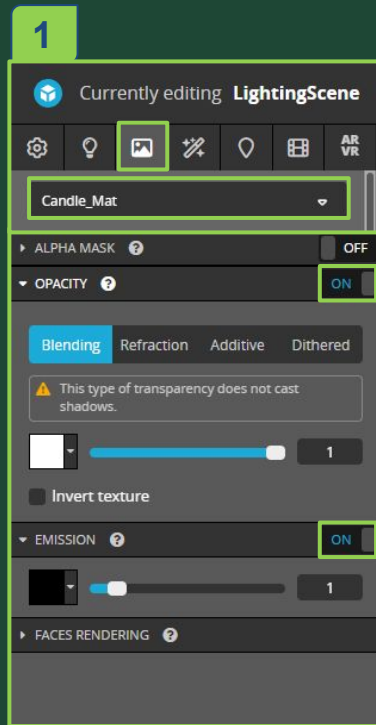 1
Currently editing LightingScene
AR
VR
Candle_Mat
ALPHA MASK ? OFF
OPACITY ? ON
Blending Refraction Additive Dithered
This type of transparency does not cast
shadows.
1
Invert texture
EMISSION ? ON
1
FACES RENDERING ?